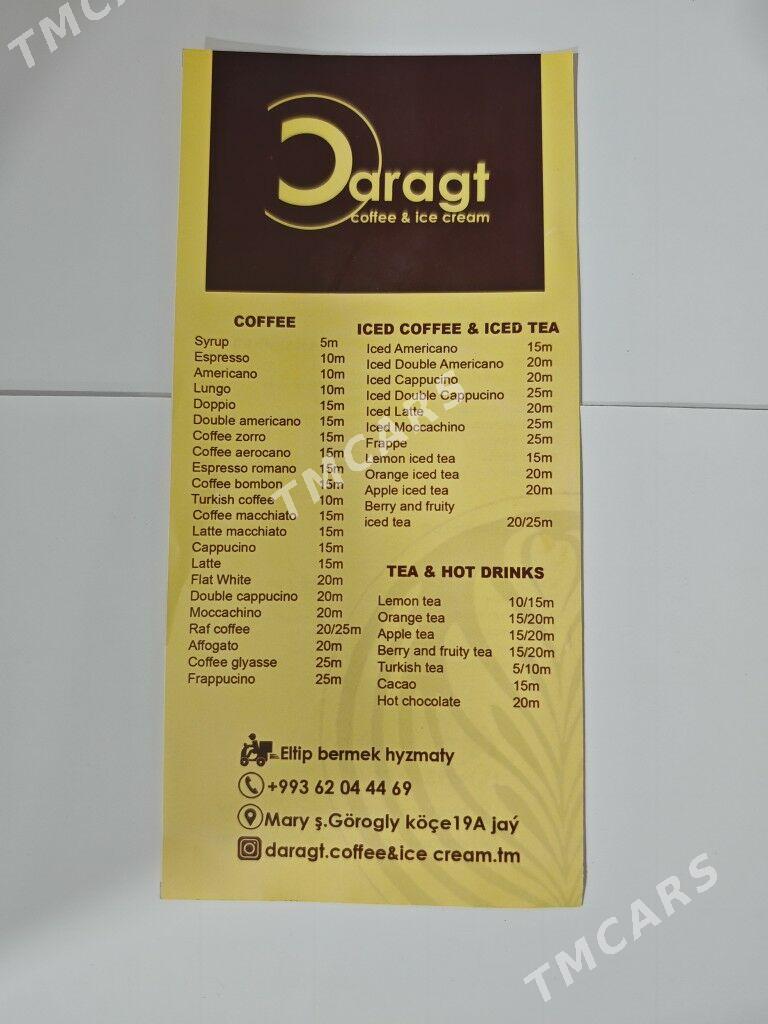 TMCARS
Daragt
coffee & ice cream
COFFEE
Syrup 5m
Espresso 10m
Americano 10m
Lungo 10m
Doppio 15m
Double americano 15m
Coffee zorro 15m
Coffee aerocano 15m
Espresso romano 15m
Coffee bombon 15m
Turkish coffee 10m
Coffee macchiato 15m
Latte macchiato 15m
Cappucino 15m
Latte 15m
Flat White 20m
Double cappucino 20m
Moccachino 20m
Raf coffee 20/25m
Affogato 20m
Coffee glyasse 25m
Frappucino 25m
ICED COFFEE & ICED TEA
Iced Americano 15m
Iced Double Americano 20m
Iced Cappucino 20m
Iced Double Cappucino 25m
Iced Latte 20m
Iced Moccachino 25m
Frappe 25m
Lemon iced tea 15m
Orange iced tea 20m
Apple iced tea 20m
Berry and fruity
iced tea 20/25m
TMCARS
TEA & HOT DRINKS
Lemon tea 10/15m
Orange tea 15/20m
Apple tea 15/20m
Berry and fruity tea 15/20m
Turkish tea 5/10m
Cacao 15m
Hot chocolate 20m
Eltip bermek hyzmaty
+993 62 04 44 69
Mary ş.Görogly köçe19A jaý
daragt.coffee&ice cream.tm
TMCARS